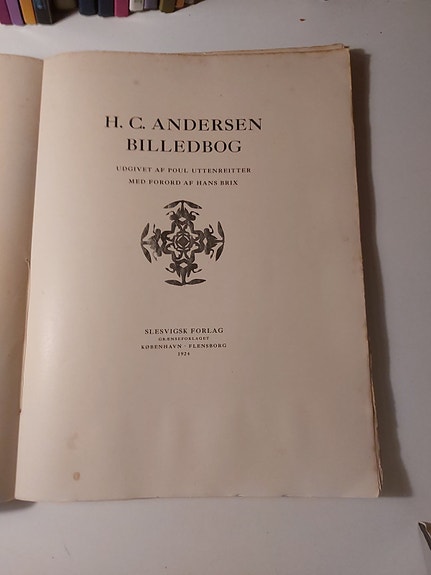 H. C. ANDERSEN
BILLEDBOG
UDGIVET AF POUL UTTENREITTER
MED FORORD AF HANS BRIX
SLESVIGSK FORLAG
GRÆNSEFORLAGET
KØBENHAVN · FLENSBORG
1924